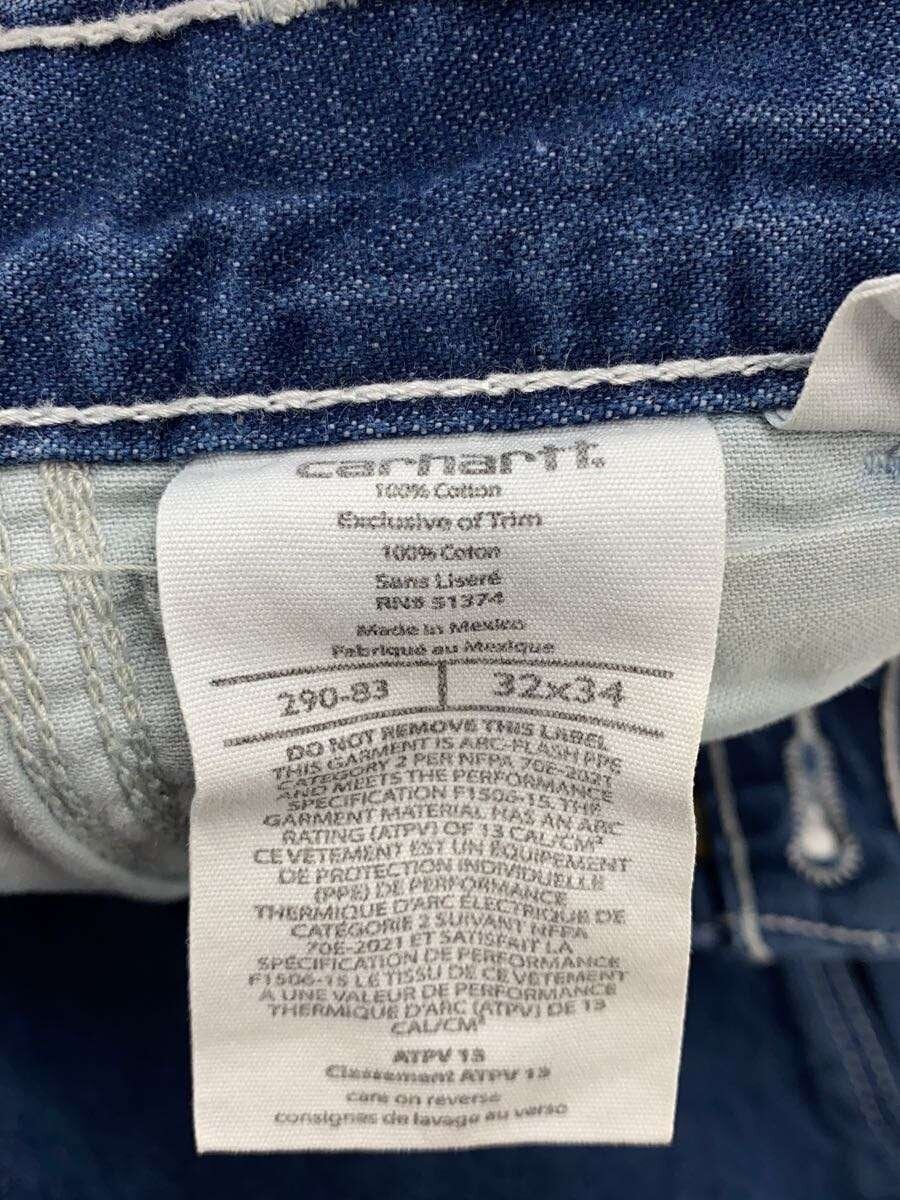 carhartt.
100% Cotton
Exclusive of Trim
100% Coton
Sans Liseré
RN# 51374
Made in Mexico
Fabriqué au Mexique
290-83 32x34
DO NOT REMOVE THIS LABEL
THIS GARMENT IS ARC-FLASH PPE
CATEGORY 2 PER NFPA 70E-2021
AND MEETS THE PERFORMANCE
SPECIFICATION F1506-15. THE
GARMENT MATERIAL HAS AN ARC
RATING (ATPV) OF 13 CAL/CM²
CE VÊTEMENT EST UN ÉQUIPEMENT
DE PROTECTION INDIVIDUELLE
(PPE) DE PERFORMANCE
THERMIQUE D'ARC ÉLECTRIQUE DE
CATÉGORIE 2 SUIVANT NFPA
70E-2021 ET SATISFAIT LA
SPÉCIFICATION DE PERFORMANCE
F1506-15 LE TISSU DE CE VÊTEMENT
A UNE VALEUR DE PERFORMANCE
THERMIQUE D'ARC (ATPV) DE 13
CAL/CM²
ATPV 13
Classement ATPV 13
care on reverse
consignes de lavage au verso